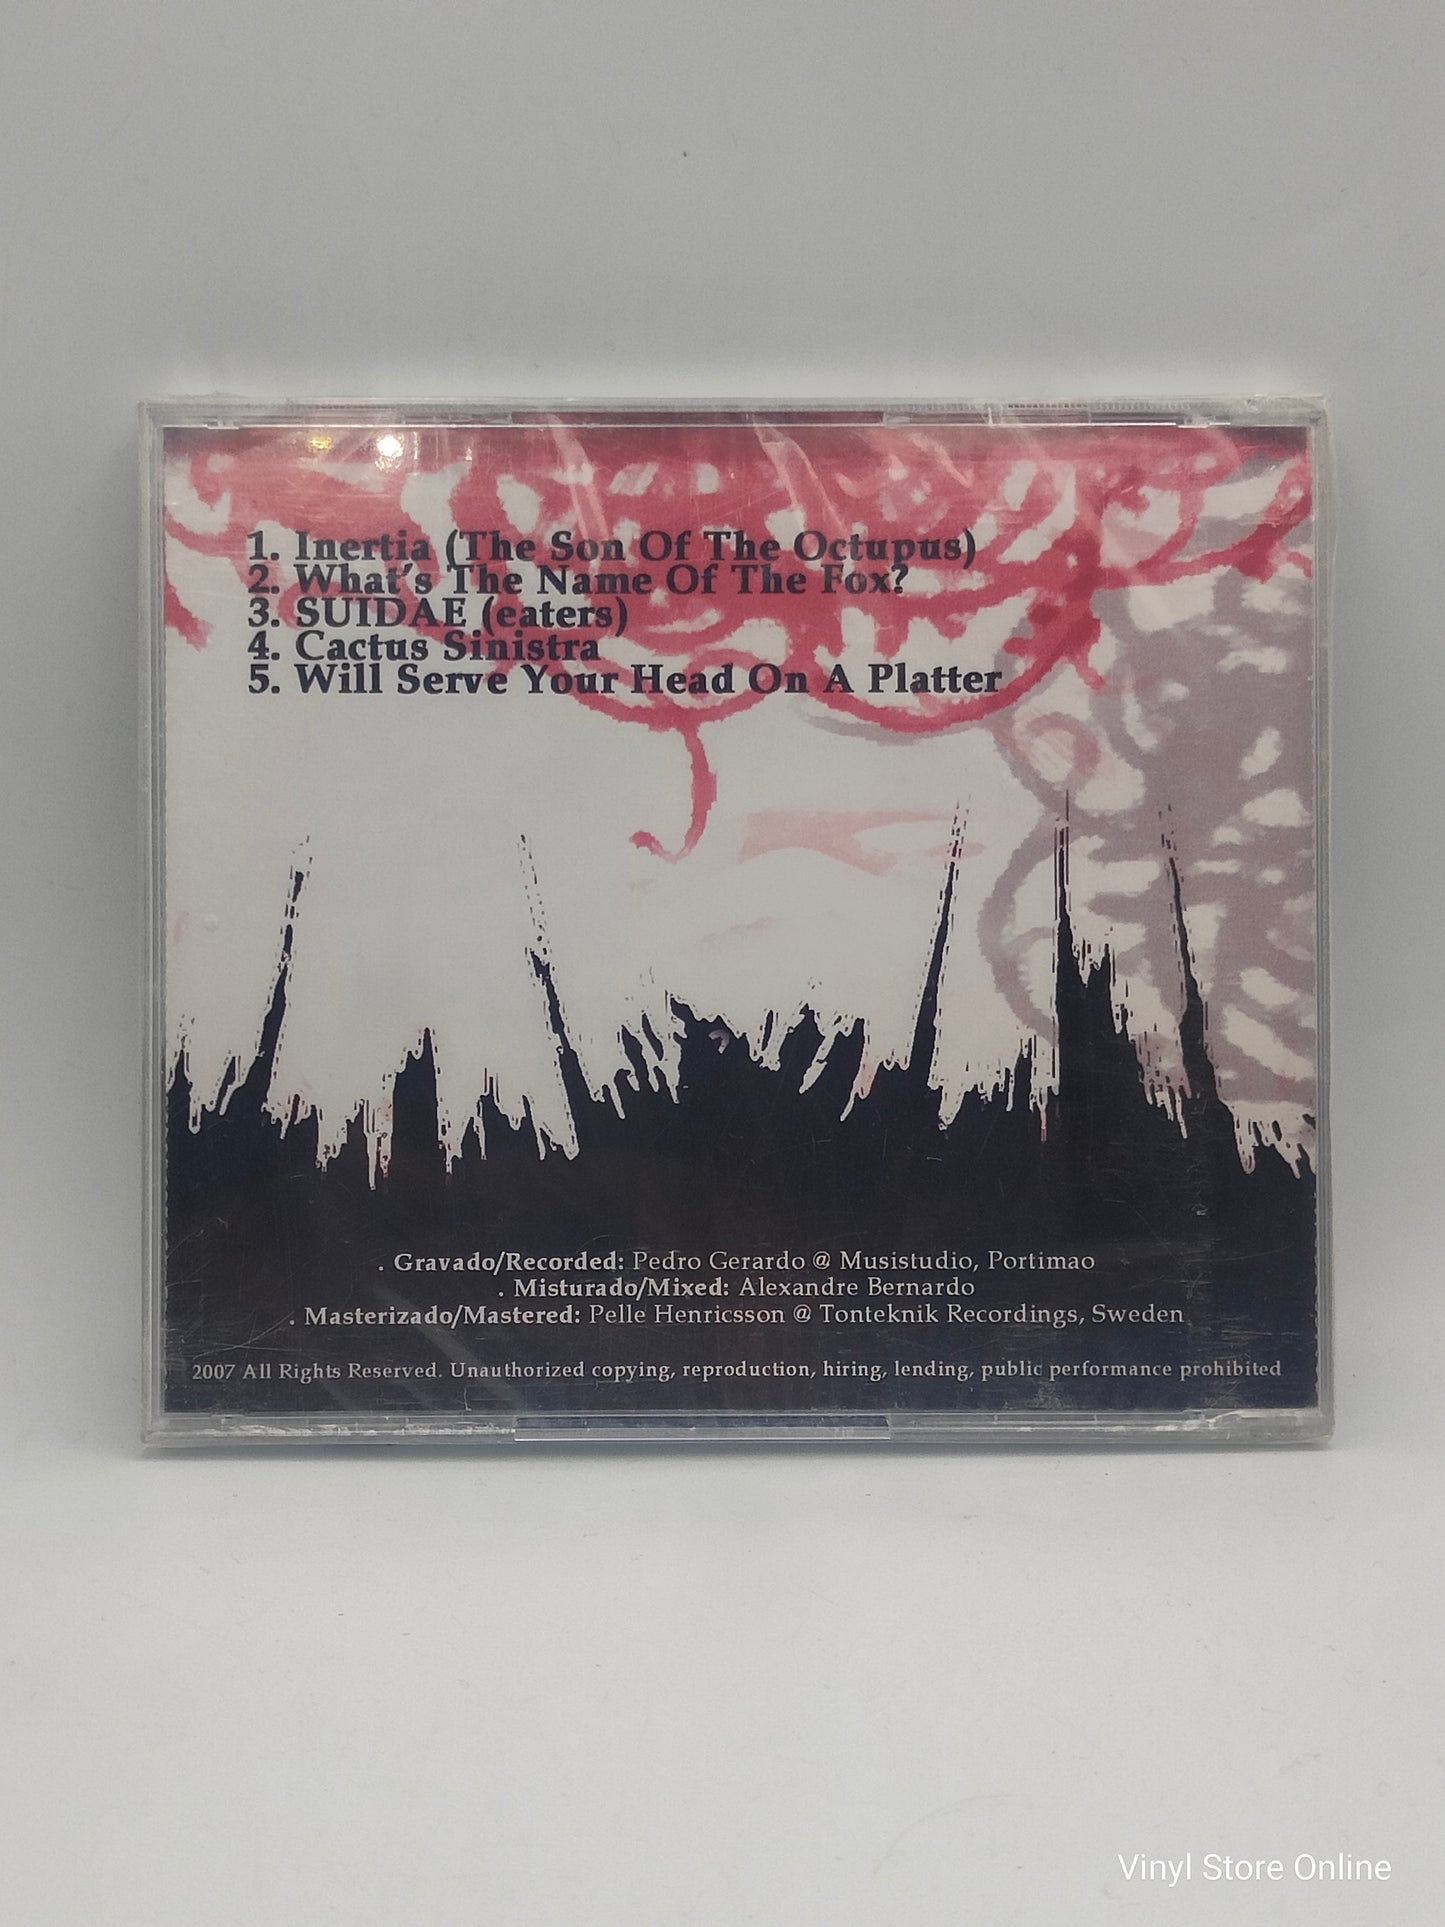 1. Inertia (The Son Of The Octupus)
2. What's The Name Of The Fox?
3. SUIDAE (eaters)
4. Cactus Sinistra
5. Will Serve Your Head On A Platter
. Gravado/Recorded: Pedro Gerardo @ Musistudio, Portimao
. Misturado/Mixed: Alexandre Bernardo
. Masterizado/Mastered: Pelle Henricsson @ Tonteknik Recordings, Sweden
2007 All Rights Reserved. Unauthorized copying, reproduction, hiring, lending, public performance prohibited
Vinyl Store Online